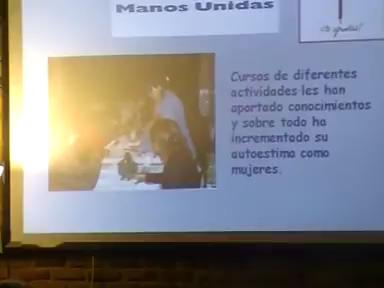 Manos Unidas
Cursos de diferentes
actividades les han
aportado conocimientos
y sobre todo ha
incrementado su
autoestima como
mujeres.